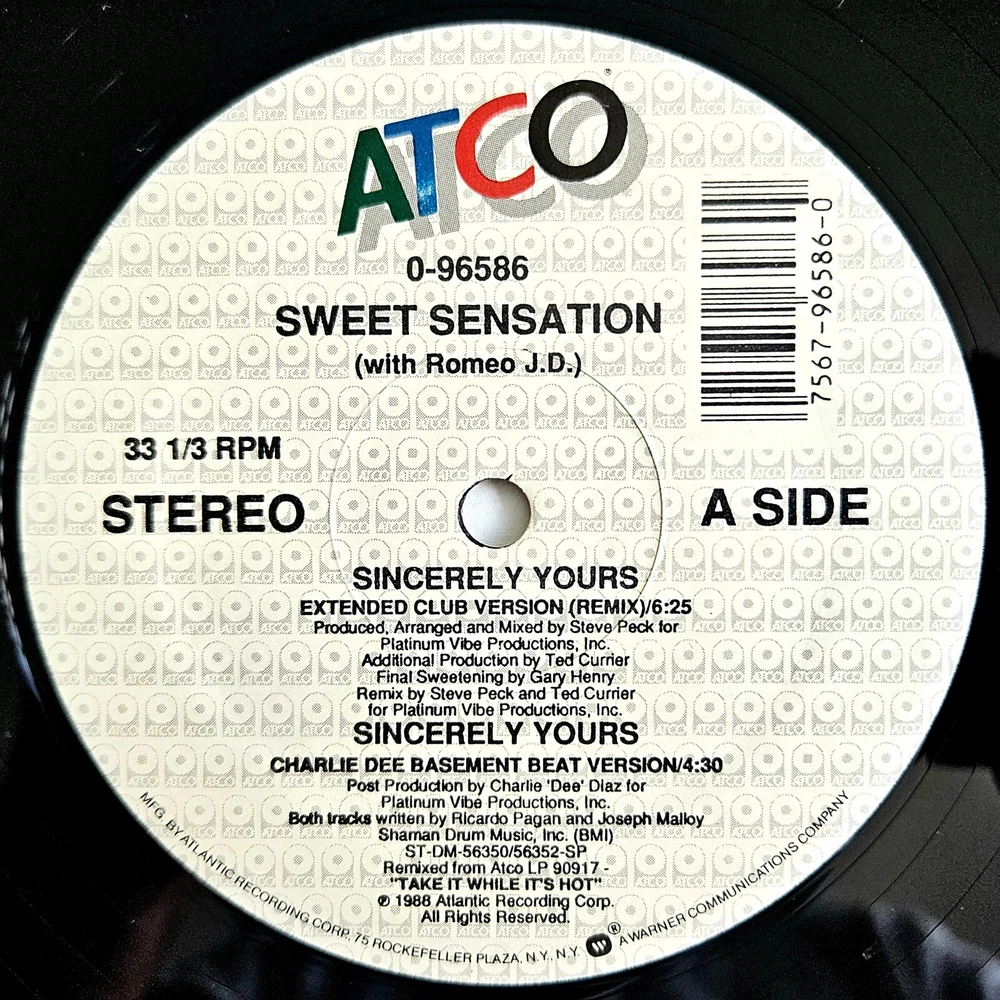 ATCO®
0-96586
SWEET SENSATION
(with Romeo J.D.)
7567-96586-0
33 1/3 RPM
STEREO
A SIDE
SINCERELY YOURS
EXTENDED CLUB VERSION (REMIX)/6:25
Produced, Arranged and Mixed by Steve Peck for
Platinum Vibe Productions, Inc.
Additional Production by Ted Currier
Final Sweetening by Gary Henry
Remix by Steve Peck and Ted Currier
for Platinum Vibe Productions, Inc.
SINCERELY YOURS
CHARLIE DEE BASEMENT BEAT VERSION/4:30
Post Production by Charlie 'Dee' Diaz for
Platinum Vibe Productions, Inc.
Both tracks written by Ricardo Pagan and Joseph Malloy
Shaman Drum Music, Inc. (BMI)
ST-DM-56350/56352-SP
Remixed from Atco LP 90917 -
"TAKE IT WHILE IT'S HOT"
℗ 1988 Atlantic Recording Corp.
All Rights Reserved.
MFG. BY ATLANTIC RECORDING CORP., 75 ROCKEFELLER PLAZA, N.Y., N.Y. ® A WARNER COMMUNICATIONS COMPANY